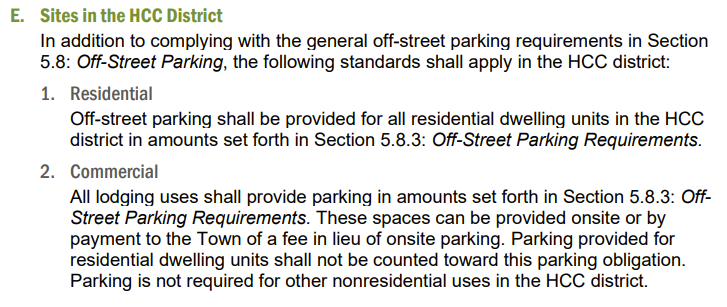 E. Sites in the HCC District
In addition to complying with the general off-street parking requirements in Section
5.8: Off-Street Parking, the following standards shall apply in the HCC district:
1. Residential
Off-street parking shall be provided for all residential dwelling units in the HCC
district in amounts set forth in Section 5.8.3: Off-Street Parking Requirements.
2. Commercial
All lodging uses shall provide parking in amounts set forth in Section 5.8.3: Off-
Street Parking Requirements. These spaces can be provided onsite or by
payment to the Town of a fee in lieu of onsite parking. Parking provided for
residential dwelling units shall not be counted toward this parking obligation.
Parking is not required for other nonresidential uses in the HCC district.